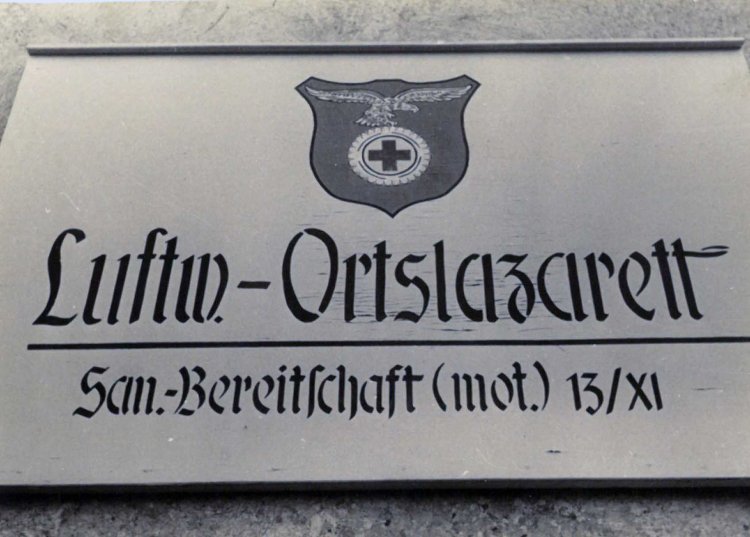 Luftw.-Ortslazarett
San.-Bereitschaft (mot.) 13/XI